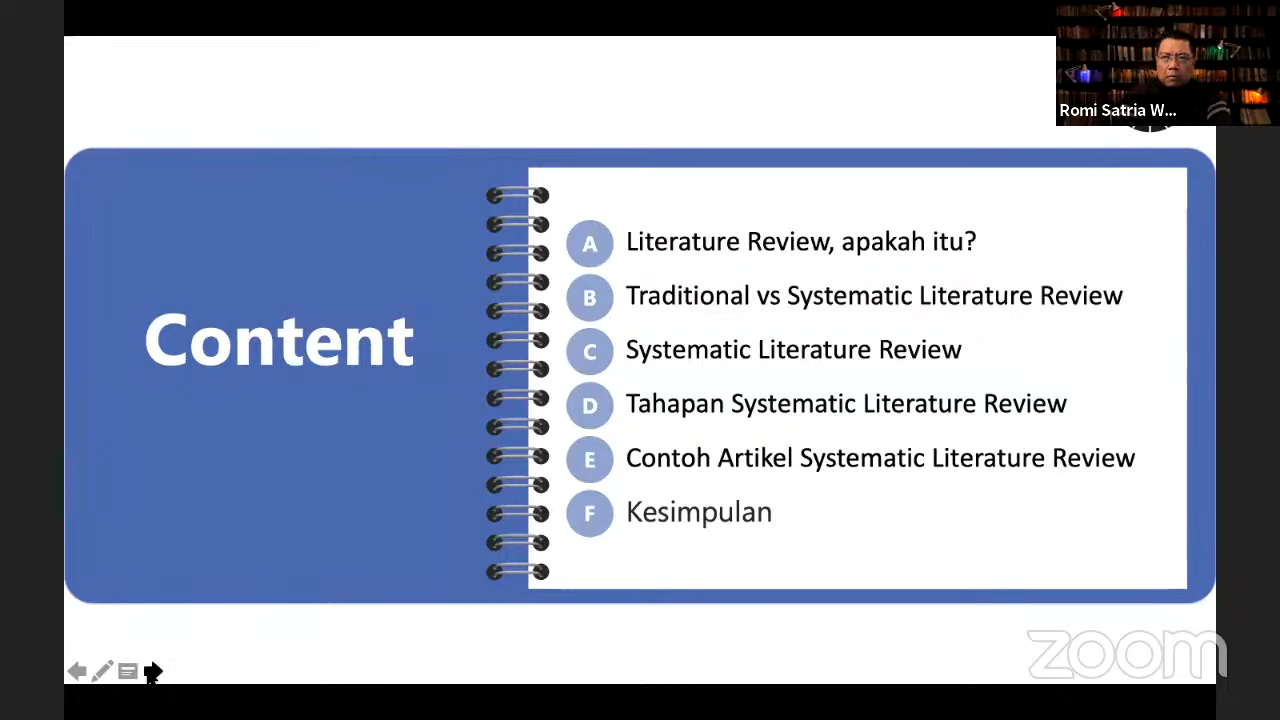 Romi Satria W...
Content
A Literature Review, apakah itu?
B Traditional vs Systematic Literature Review
C Systematic Literature Review
D Tahapan Systematic Literature Review
E Contoh Artikel Systematic Literature Review
F Kesimpulan
zoom